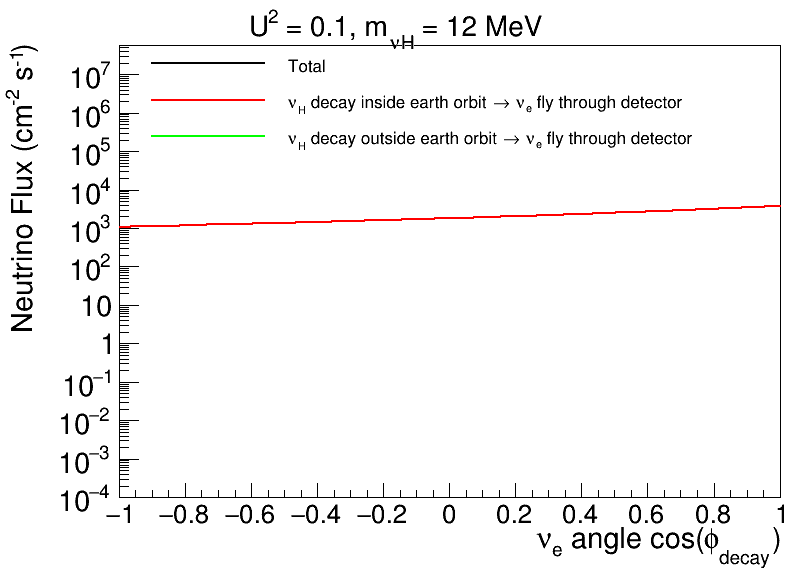 U² = 0.1, m_νH = 12 MeV
Neutrino Flux (cm⁻² s⁻¹)
Total
ν_H decay inside earth orbit → ν_e fly through detector
ν_H decay outside earth orbit → ν_e fly through detector
10⁷
10⁶
10⁵
10⁴
10³
10²
10
1
10⁻¹
10⁻²
10⁻³
10⁻⁴
−1 −0.8 −0.6 −0.4 −0.2 0 0.2 0.4 0.6 0.8 1
ν_e angle cos(ϕ_decay)